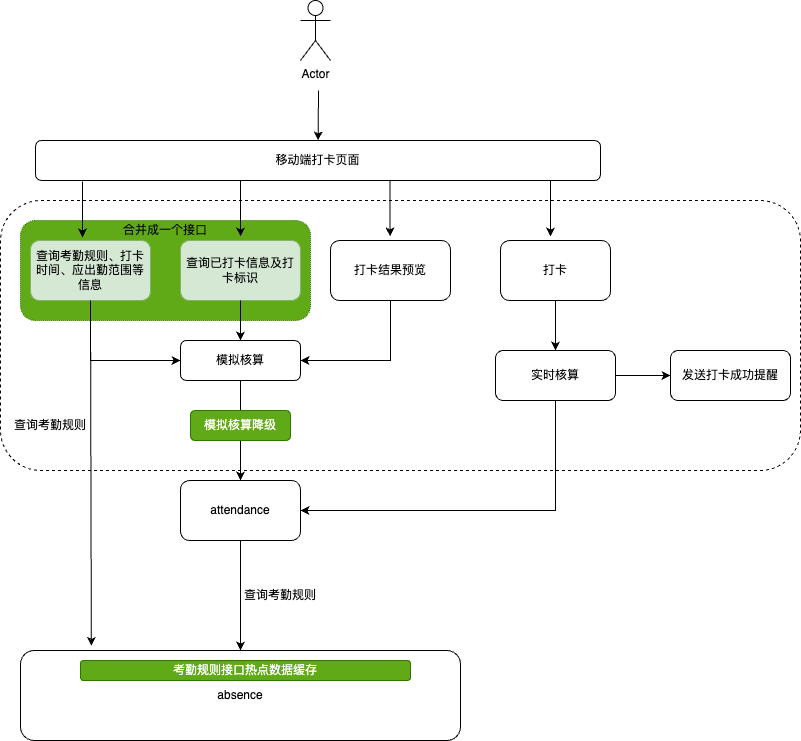 Actor
移动端打卡页面
合并成一个接口
查询考勤规则、打卡
时间、应出勤范围等
信息
查询已打卡信息及打
卡标识
打卡结果预览
打卡
模拟核算
实时核算
发送打卡成功提醒
查询考勤规则
模拟核算降级
attendance
查询考勤规则
考勤规则接口热点数据缓存
absence